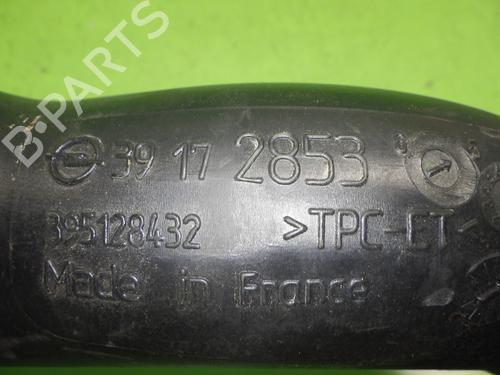 39 17 2853
395128432 >TPC-ET-
Made in France
B-PARTS